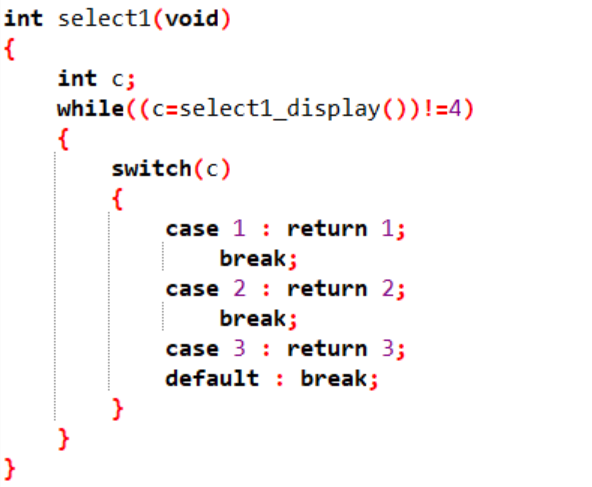 int select1(void)
{
    int c;
    while((c=select1_display())!=4)
    {
        switch(c)
        {
            case 1 : return 1;
                break;
            case 2 : return 2;
                break;
            case 3 : return 3;
            default : break;
        }
    }
}